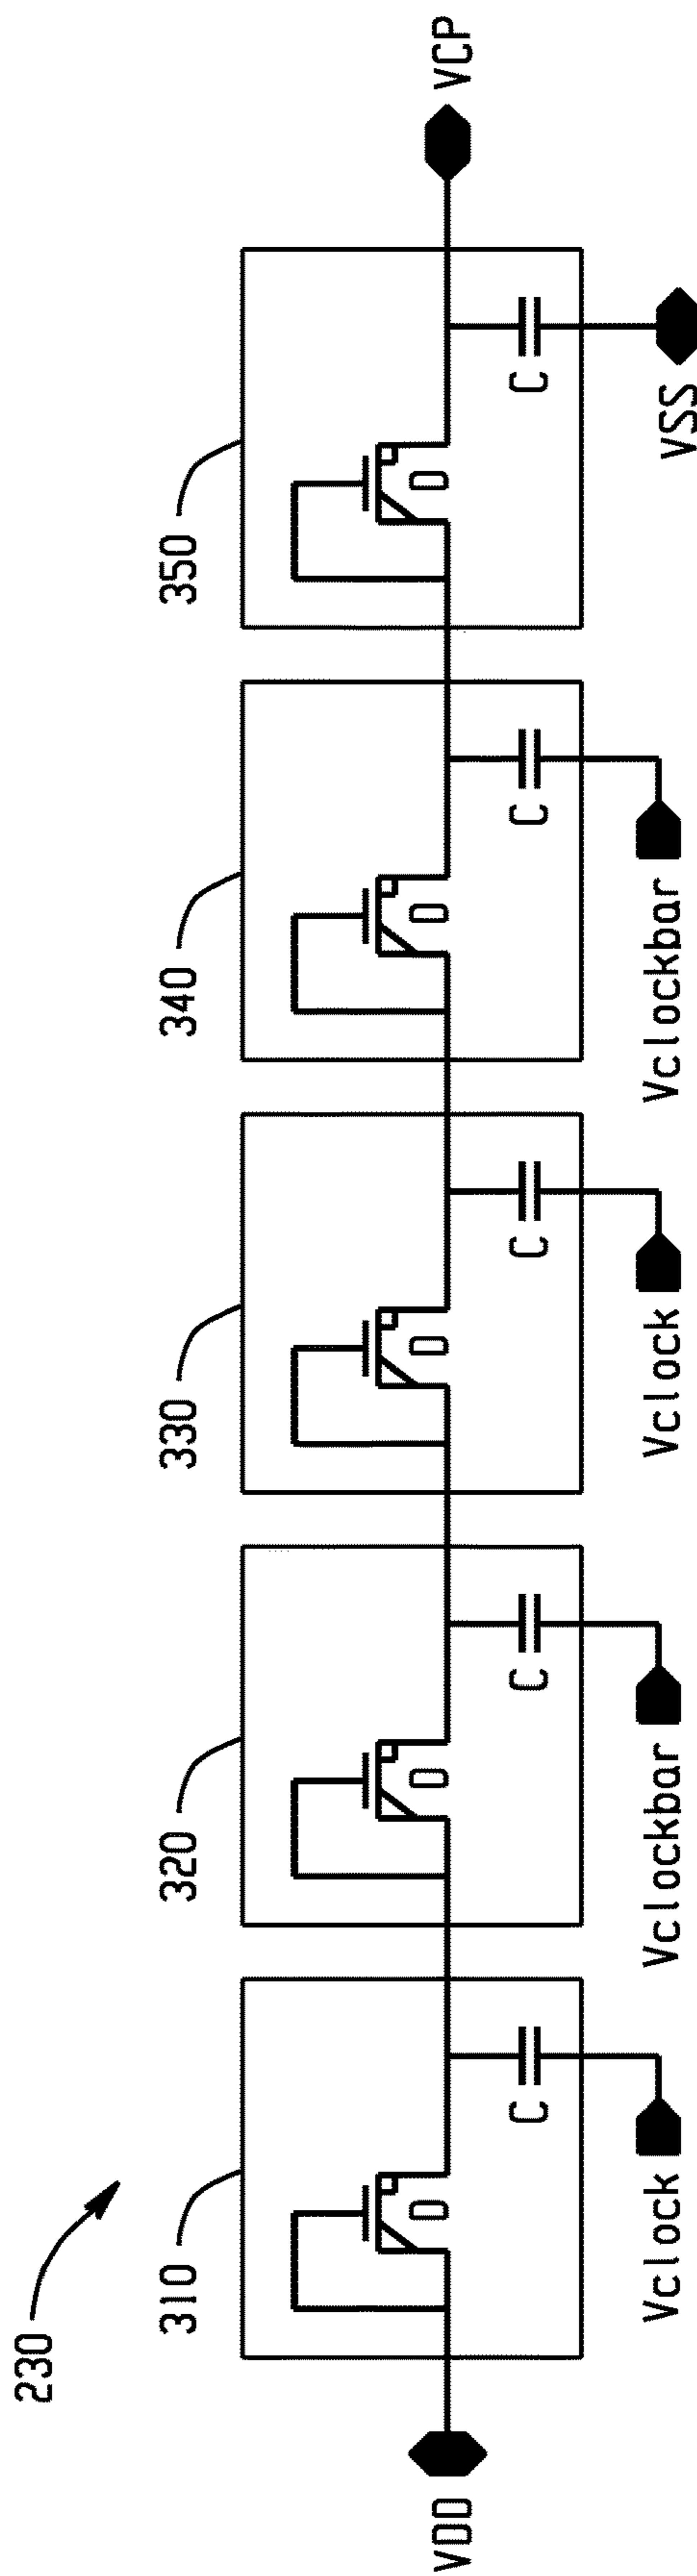 230
310
320
330
340
350
VDD
D
D
D
D
D
VCP
C
C
C
C
C
Vclock
Vclockbar
Vclock
Vclockbar
VSS